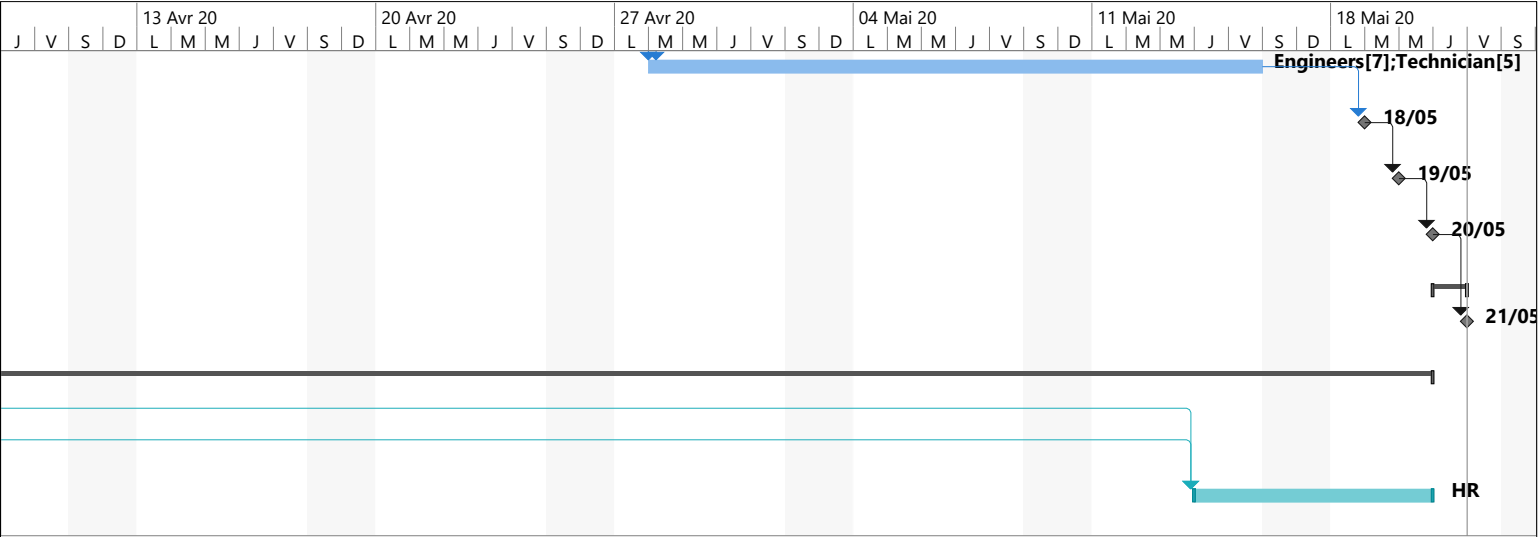 13 Avr 20 20 Avr 20 27 Avr 20 04 Mai 20 11 Mai 20 18 Mai 20
J V S D L M M J V S D L M M J V S D L M M J V S D L M M J V S D L M M J V S D L M M J V S
Engineers[7];Technician[5]
18/05
19/05
20/05
21/05
HR